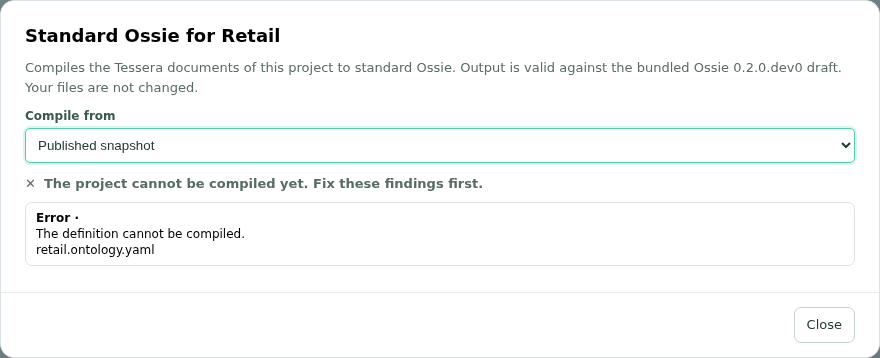 Standard Ossie for Retail
Compiles the Tessera documents of this project to standard Ossie. Output is valid against the bundled Ossie 0.2.0.dev0 draft.
Your files are not changed.
Compile from
Published snapshot
✕ The project cannot be compiled yet. Fix these findings first.
Error ·
The definition cannot be compiled.
retail.ontology.yaml
Close